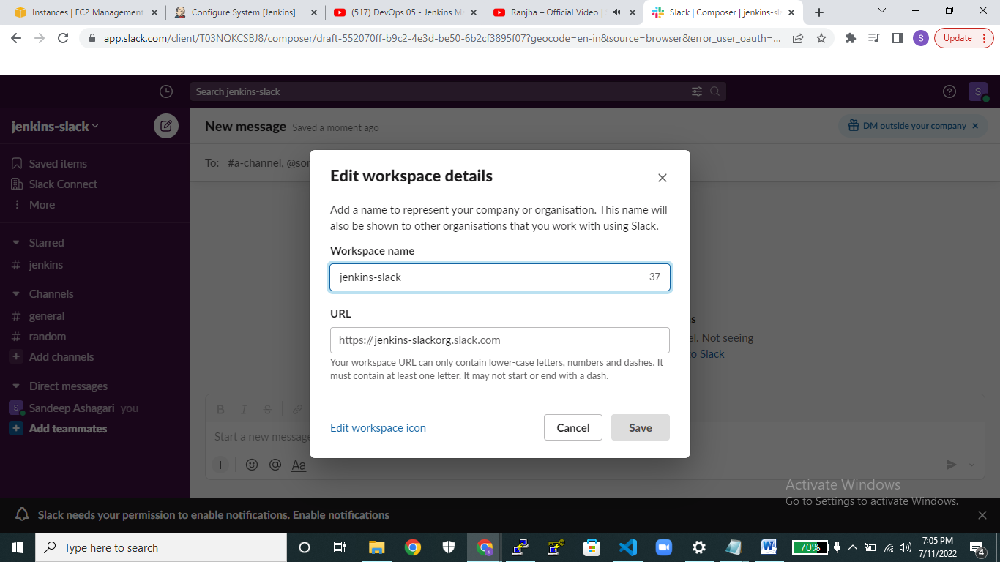 Instances | EC2 Management
Configure System [Jenkins]
(517) DevOps 05 - Jenkins Ma
Ranjha – Official Video |
Slack | Composer | jenkins-sla
app.slack.com/client/T03NQKCSBJ8/composer/draft-552070ff-b9c2-4e3d-be50-6b2cf3895f07?geocode=en-in&source=browser&error_user_oauth=...
S
Update
Search jenkins-slack
S
jenkins-slack
New message Saved a moment ago
DM outside your company
To: #a-channel, @so
Saved items
Slack Connect
More
Starred
# jenkins
Channels
# general
# random
+ Add channels
Direct messages
S Sandeep Ashagari you
+ Add teammates
Edit workspace details
Add a name to represent your company or organisation. This name will
also be shown to other organisations that you work with using Slack.
Workspace name
jenkins-slack 37
URL
https://jenkins-slackorg.slack.com
Your workspace URL can only contain lower-case letters, numbers and dashes. It
must contain at least one letter. It may not start or end with a dash.
Edit workspace icon
Cancel
Save
s
el. Not seeing
o Slack
B I S
Start a new message
+ @ Aa
Activate Windows
Go to Settings to activate Windows.
Slack needs your permission to enable notifications. Enable notifications
Type here to search
70%
7:05 PM
7/11/2022
4